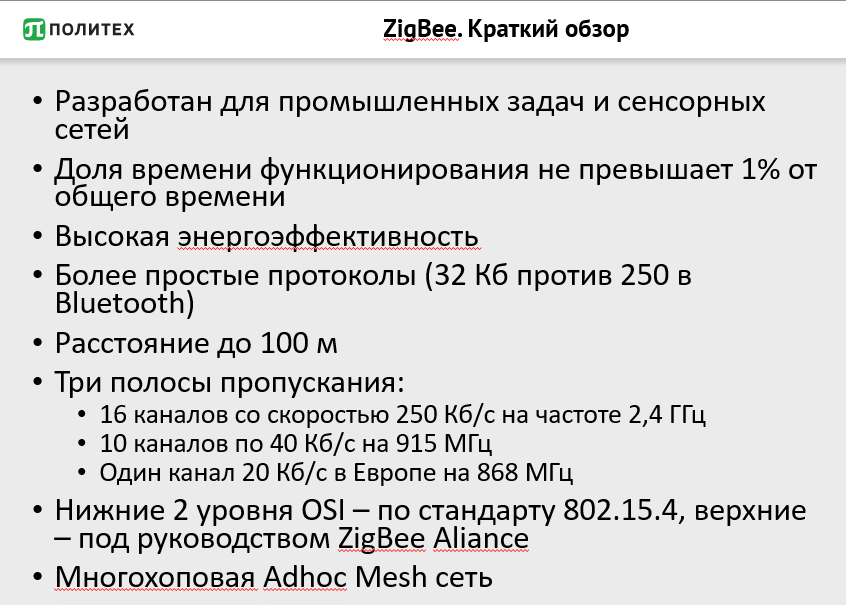 ПОЛИТЕХ
ZigBee. Краткий обзор
• Разработан для промышленных задач и сенсорных
сетей
• Доля времени функционирования не превышает 1% от
общего времени
• Высокая энергоэффективность
• Более простые протоколы (32 Кб против 250 в
Bluetooth)
• Расстояние до 100 м
• Три полосы пропускания:
• 16 каналов со скоростью 250 Кб/с на частоте 2,4 ГГц
• 10 каналов по 40 Кб/с на 915 МГц
• Один канал 20 Кб/с в Европе на 868 МГц
• Нижние 2 уровня OSI – по стандарту 802.15.4, верхние
– под руководством ZigBee Aliance
• Многохоповая Adhoc Mesh сеть